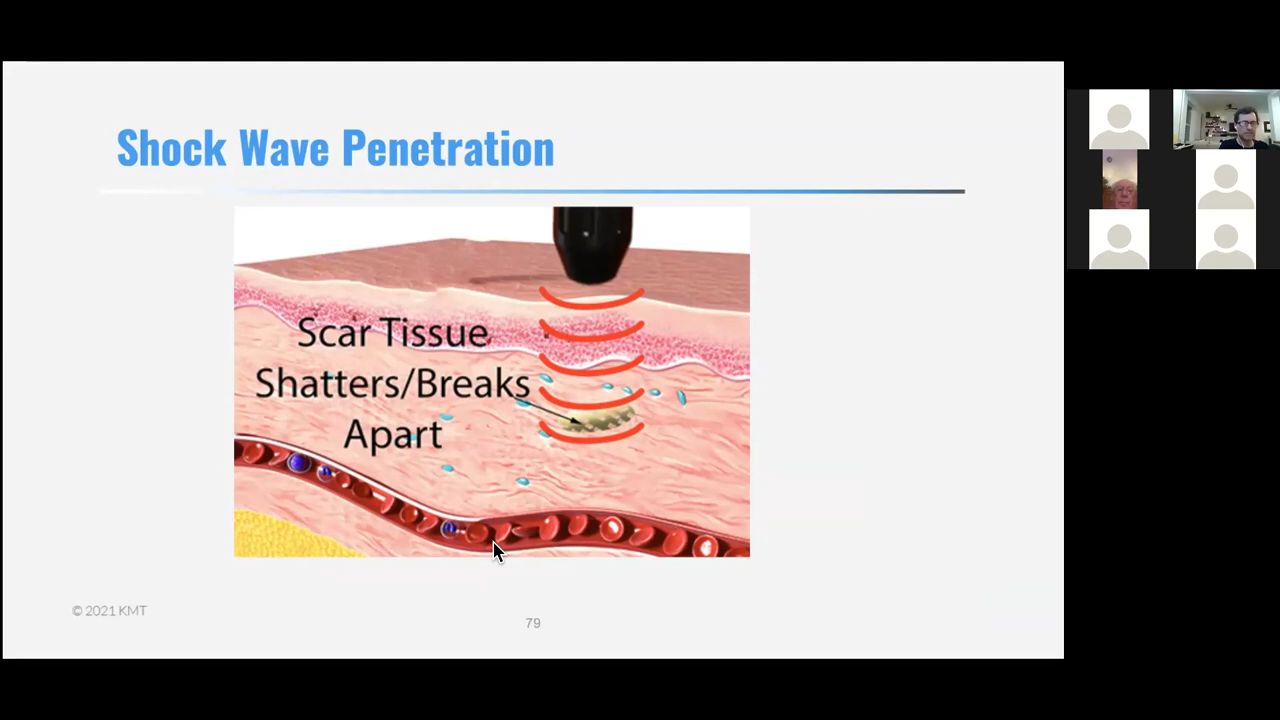 Shock Wave Penetration
Scar Tissue
Shatters/Breaks
Apart
© 2021 KMT
79